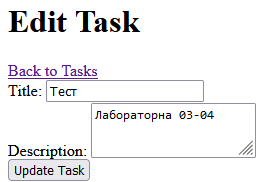 Edit Task
Back to Tasks
Title: Тест
Лабораторна 03-04
Description:
Update Task